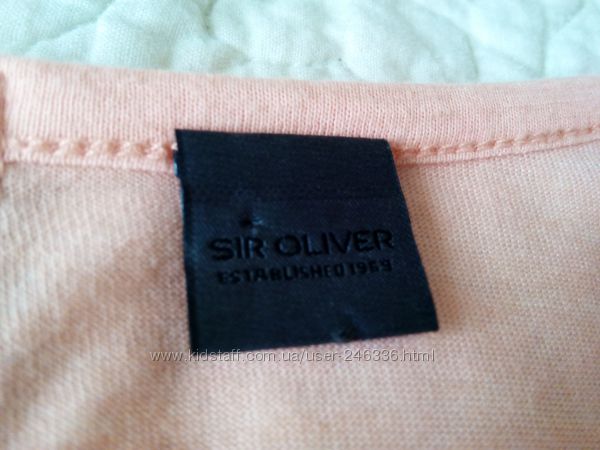 SIR OLIVER
ESTABLISHED 1969
www.kidstaff.com.ua/user-246336.html